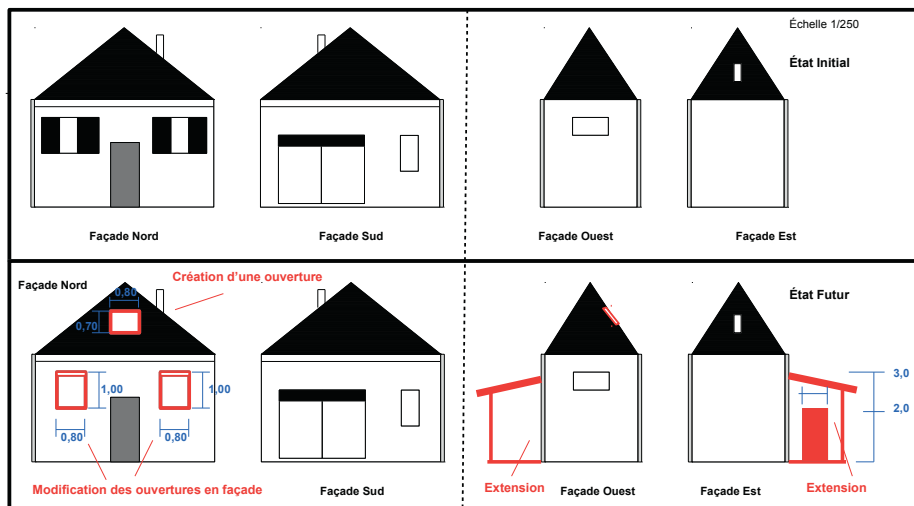 Échelle 1/250
État Initial
Façade Nord
Façade Sud
Façade Ouest
Façade Est
Façade Nord
Création d'une ouverture
État Futur
0,80
0,70
1,00
1,00
0,80
0,80
3,0
2,0
Modification des ouvertures en façade
Façade Sud
Extension
Façade Ouest
Façade Est
Extension